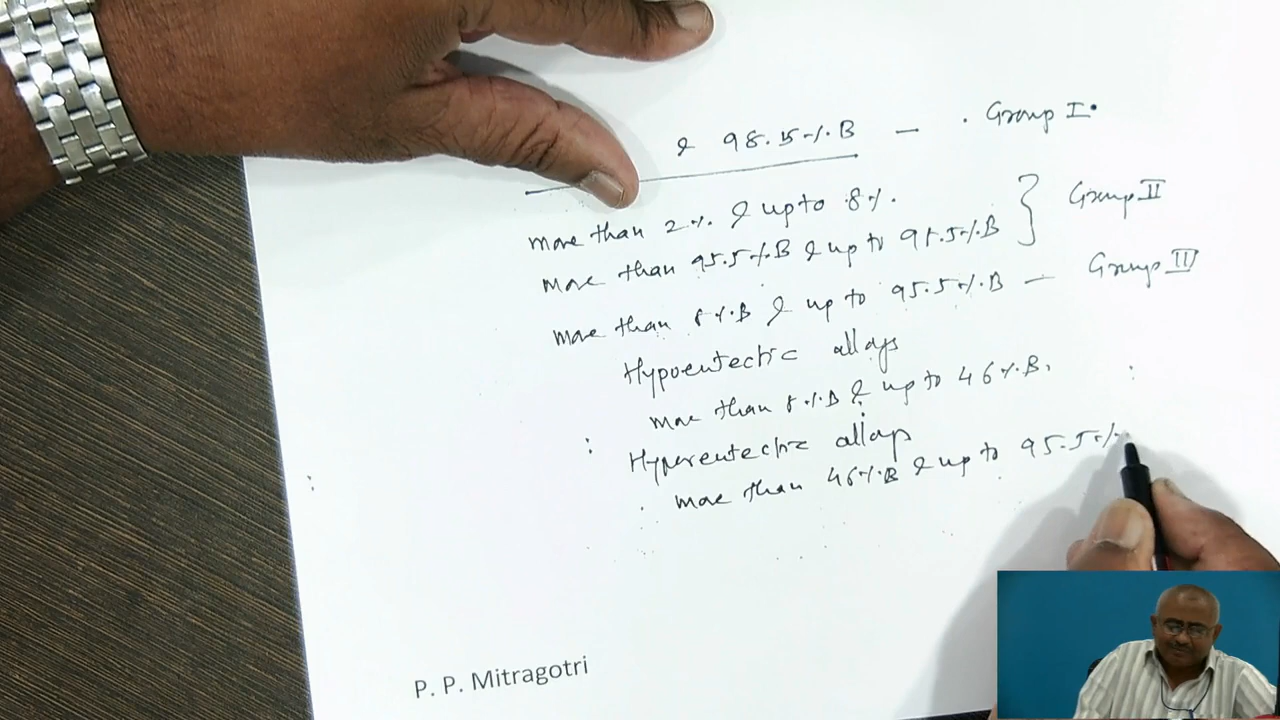 & 98.5%B — . Group I
more than 2% & upto 8%.
more than 95.5%B & up to 98.5%B } Group II
more than 8%B & up to 95.5%B — Group III
Hypoeutectic alloys
more than 8%B & up to 46%B.
Hypereutectic alloys
more than 46%B & up to 95.5%
P. P. Mitragotri